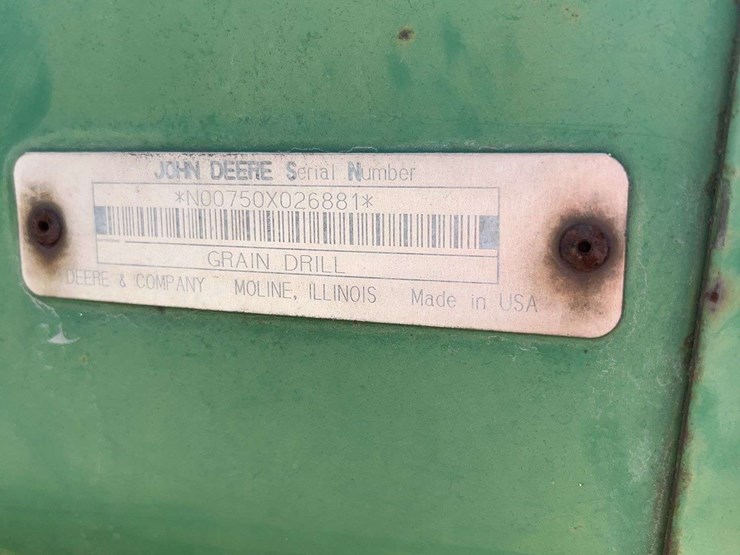 JOHN DEERE Serial Number
*N00750X026881*
GRAIN DRILL
DEERE & COMPANY MOLINE, ILLINOIS Made in USA